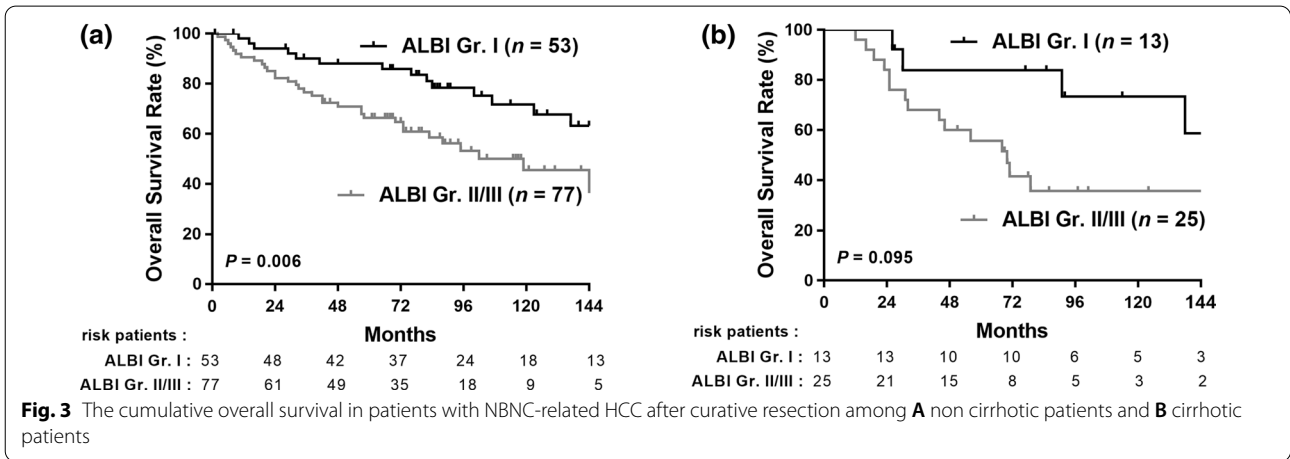 (a)
Overall Survival Rate (%)
100
80
60
40
20
0
ALBI Gr. I (n = 53)
ALBI Gr. II/III (n = 77)
P = 0.006
0 24 48 72 96 120 144
Months
risk patients :
ALBI Gr. I : 53 48 42 37 24 18 13
ALBI Gr. II/III : 77 61 49 35 18 9 5
(b)
Overall Survival Rate (%)
100
80
60
40
20
0
ALBI Gr. I (n = 13)
ALBI Gr. II/III (n = 25)
P = 0.095
0 24 48 72 96 120 144
Months
risk patients :
ALBI Gr. I : 13 13 10 10 6 5 3
ALBI Gr. II/III : 25 21 15 8 5 3 2
Fig. 3 The cumulative overall survival in patients with NBNC-related HCC after curative resection among A non cirrhotic patients and B cirrhotic
patients